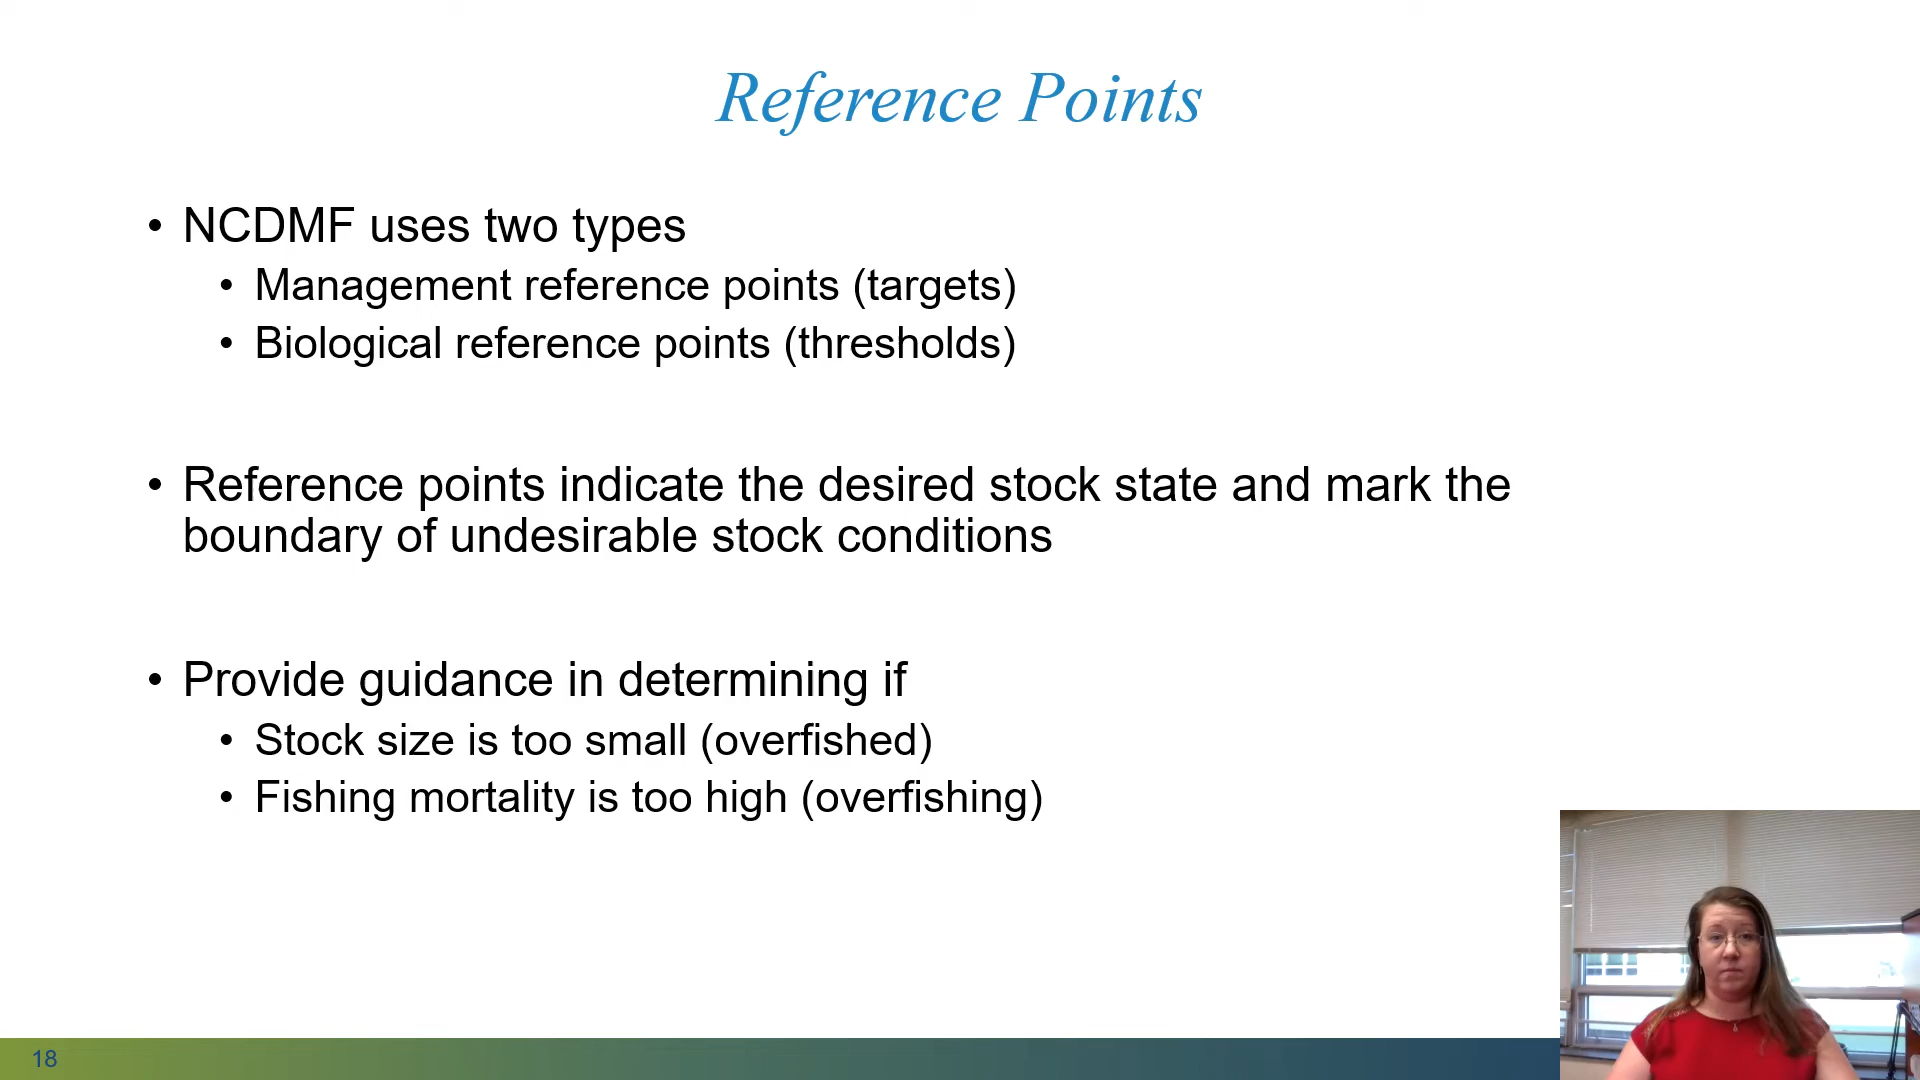 Reference Points
• NCDMF uses two types
• Management reference points (targets)
• Biological reference points (thresholds)
• Reference points indicate the desired stock state and mark the
boundary of undesirable stock conditions
• Provide guidance in determining if
• Stock size is too small (overfished)
• Fishing mortality is too high (overfishing)
18